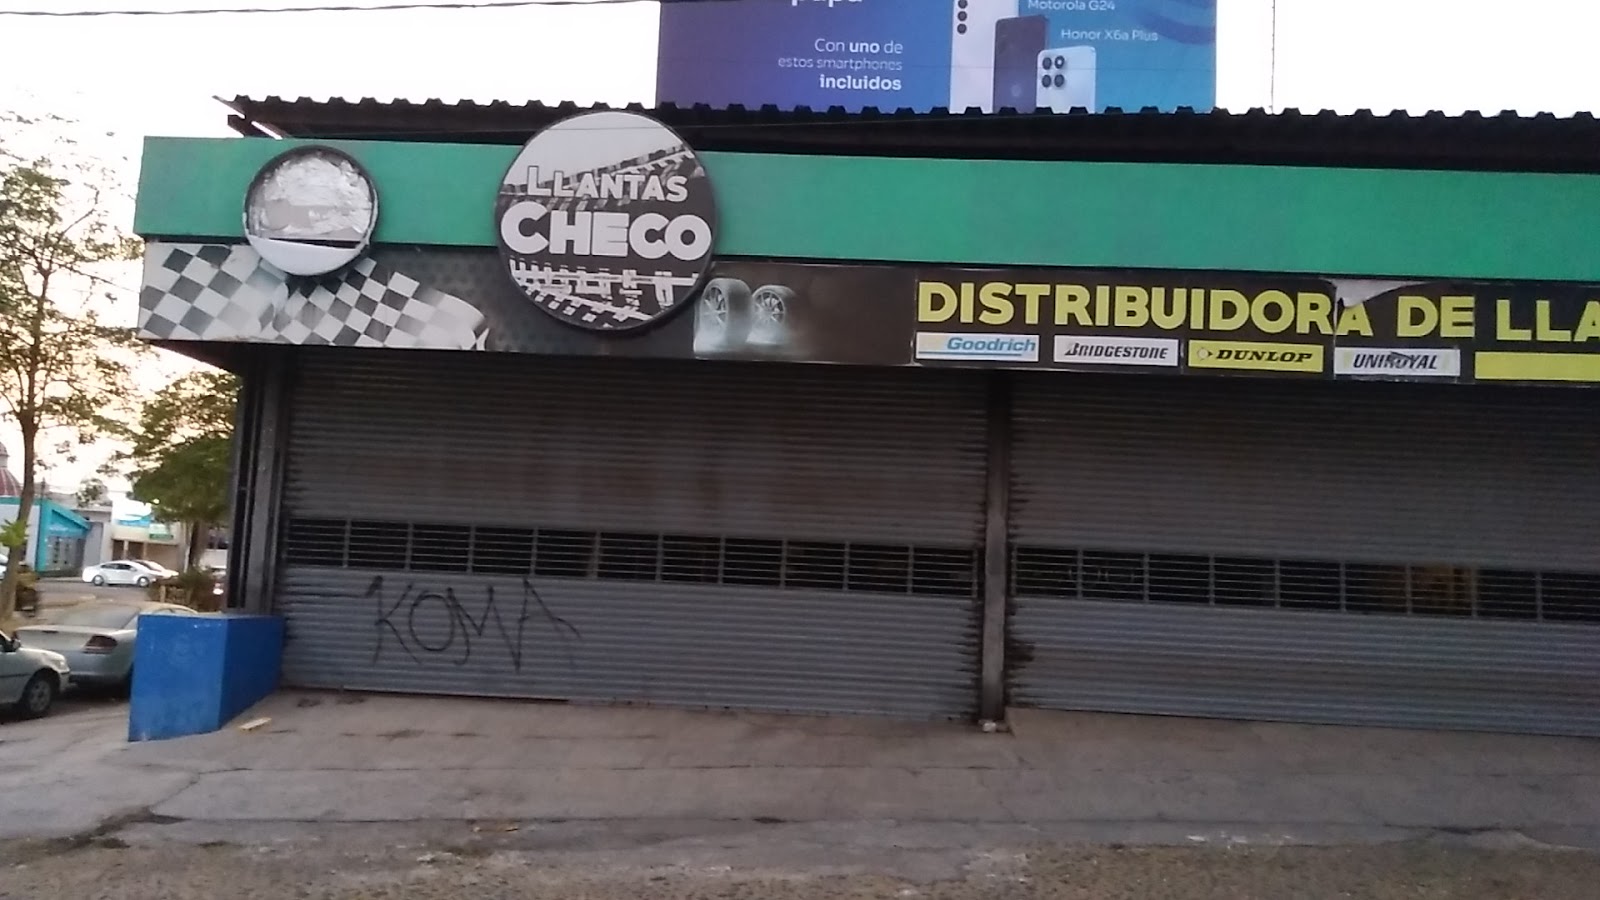 Con uno de
estos smartphones
incluidos
Motorola G24
Honor X6a Plus
LLANTAS
CHECO
DISTRIBUIDORA DE LLA
Goodrich
BRIDGESTONE
DUNLOP
UNIROYAL
KOMA